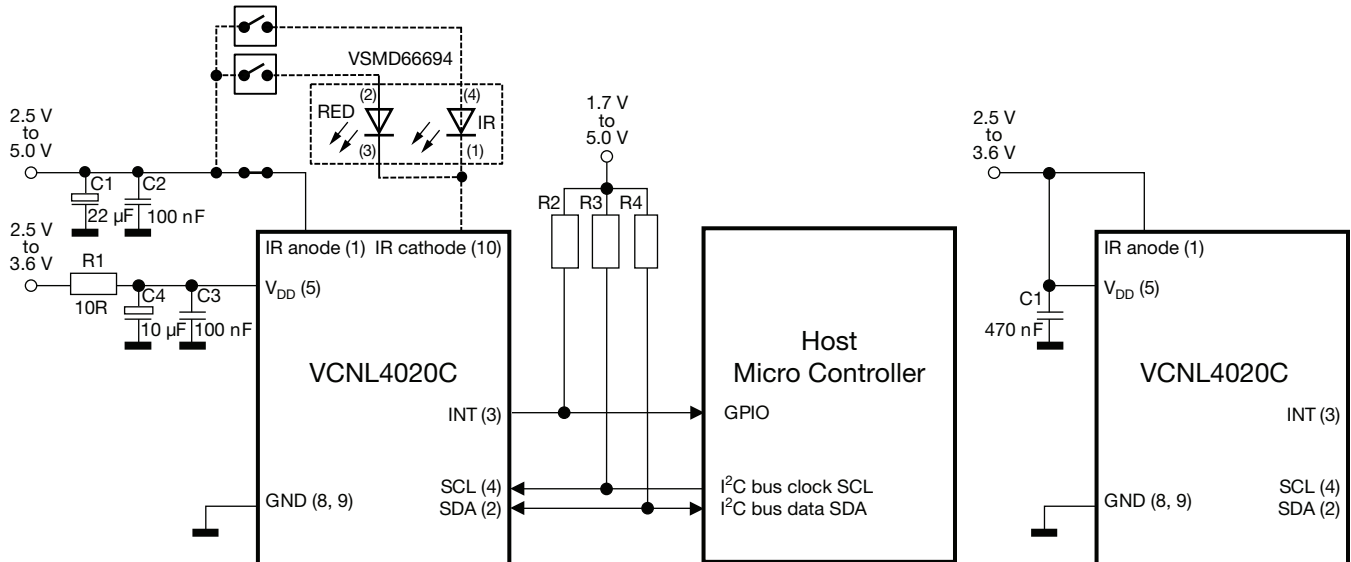 VSMD66694
RED
(2)
(4)
IR
(3)
(1)
2.5 V
to
5.0 V
C1
22 µF
C2
100 nF
2.5 V
to
3.6 V
R1
10R
C4
10 µF
C3
100 nF
IR anode (1) IR cathode (10)
VDD (5)
VCNL4020C
INT (3)
SCL (4)
SDA (2)
GND (8, 9)
1.7 V
to
5.0 V
R2
R3
R4
Host
Micro Controller
GPIO
I²C bus clock SCL
I²C bus data SDA
2.5 V
to
3.6 V
C1
470 nF
IR anode (1)
VDD (5)
VCNL4020C
INT (3)
SCL (4)
SDA (2)
GND (8, 9)